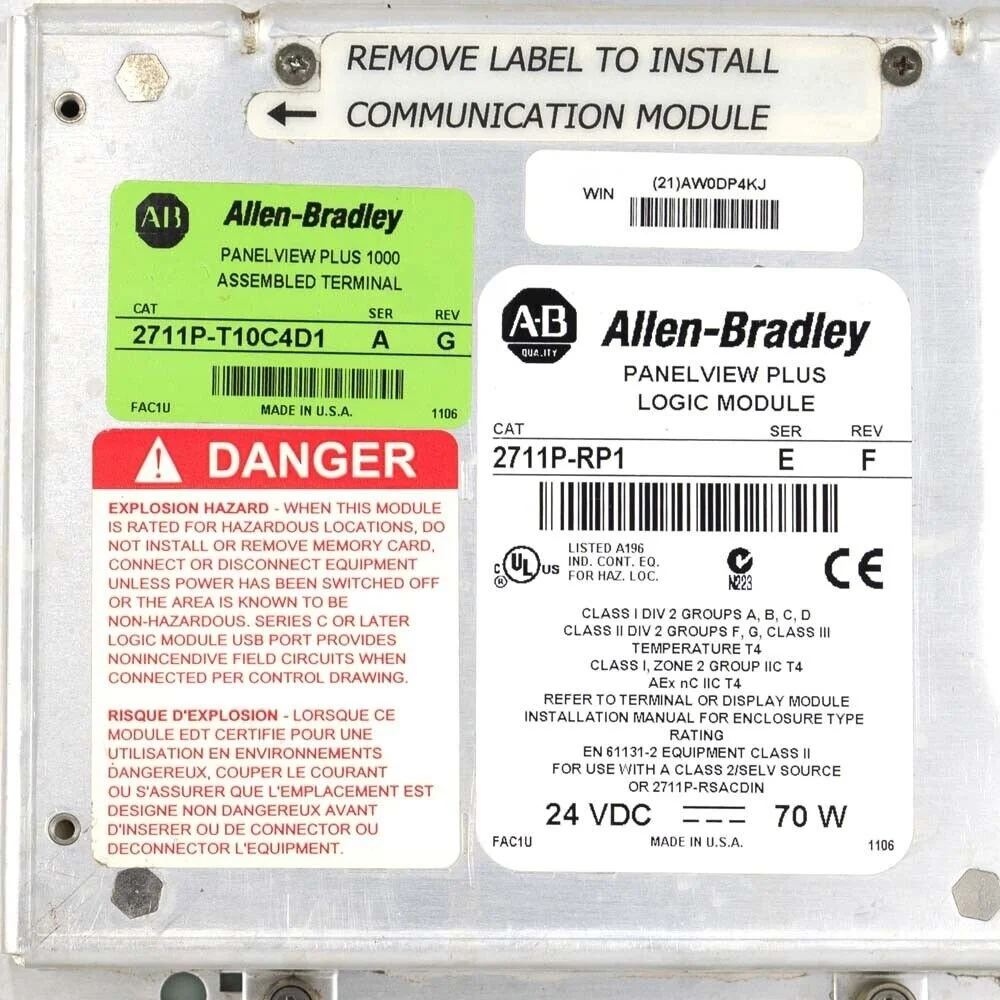 REMOVE LABEL TO INSTALL
COMMUNICATION MODULE
WIN
(21)AW0DP4KJ
AB
Allen-Bradley
PANELVIEW PLUS 1000
ASSEMBLED TERMINAL
CAT SER REV
2711P-T10C4D1 A G
FAC1U MADE IN U.S.A. 1106
DANGER
EXPLOSION HAZARD - WHEN THIS MODULE
IS RATED FOR HAZARDOUS LOCATIONS, DO
NOT INSTALL OR REMOVE MEMORY CARD,
CONNECT OR DISCONNECT EQUIPMENT
UNLESS POWER HAS BEEN SWITCHED OFF
OR THE AREA IS KNOWN TO BE
NON-HAZARDOUS. SERIES C OR LATER
LOGIC MODULE USB PORT PROVIDES
NONINCENDIVE FIELD CIRCUITS WHEN
CONNECTED PER CONTROL DRAWING.
RISQUE D'EXPLOSION - LORSQUE CE
MODULE EDT CERTIFIE POUR UNE
UTILISATION EN ENVIRONNEMENTS
DANGEREUX, COUPER LE COURANT
OU S'ASSURER QUE L'EMPLACEMENT EST
DESIGNE NON DANGEREUX AVANT
D'INSERER OU DE CONNECTOR OU
DECONNECTOR L'EQUIPMENT.
A-B
QUALITY
Allen-Bradley
PANELVIEW PLUS
LOGIC MODULE
CAT SER REV
2711P-RP1 E F
c UL US
LISTED A196
IND. CONT. EQ.
FOR HAZ. LOC.
N223
CE
CLASS I DIV 2 GROUPS A, B, C, D
CLASS II DIV 2 GROUPS F, G, CLASS III
TEMPERATURE T4
CLASS I, ZONE 2 GROUP IIC T4
AEx nC IIC T4
REFER TO TERMINAL OR DISPLAY MODULE
INSTALLATION MANUAL FOR ENCLOSURE TYPE
RATING
EN 61131-2 EQUIPMENT CLASS II
FOR USE WITH A CLASS 2/SELV SOURCE
OR 2711P-RSACDIN
24 VDC 70 W
FAC1U MADE IN U.S.A. 1106